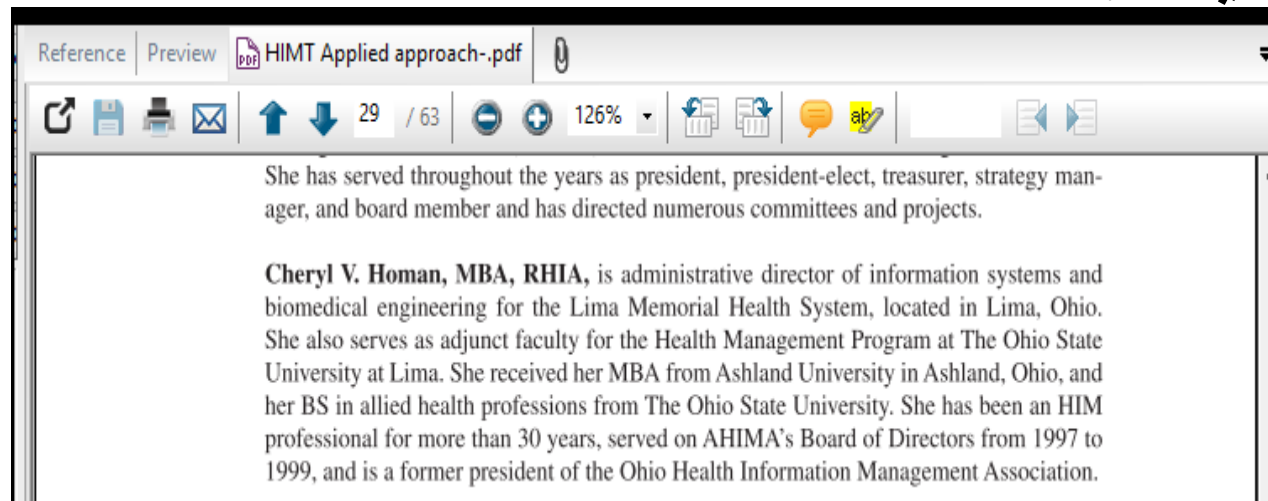 Reference Preview HIMT Applied approach-.pdf
29 / 63 126%
She has served throughout the years as president, president-elect, treasurer, strategy man-
ager, and board member and has directed numerous committees and projects.
Cheryl V. Homan, MBA, RHIA, is administrative director of information systems and
biomedical engineering for the Lima Memorial Health System, located in Lima, Ohio.
She also serves as adjunct faculty for the Health Management Program at The Ohio State
University at Lima. She received her MBA from Ashland University in Ashland, Ohio, and
her BS in allied health professions from The Ohio State University. She has been an HIM
professional for more than 30 years, served on AHIMA's Board of Directors from 1997 to
1999, and is a former president of the Ohio Health Information Management Association.